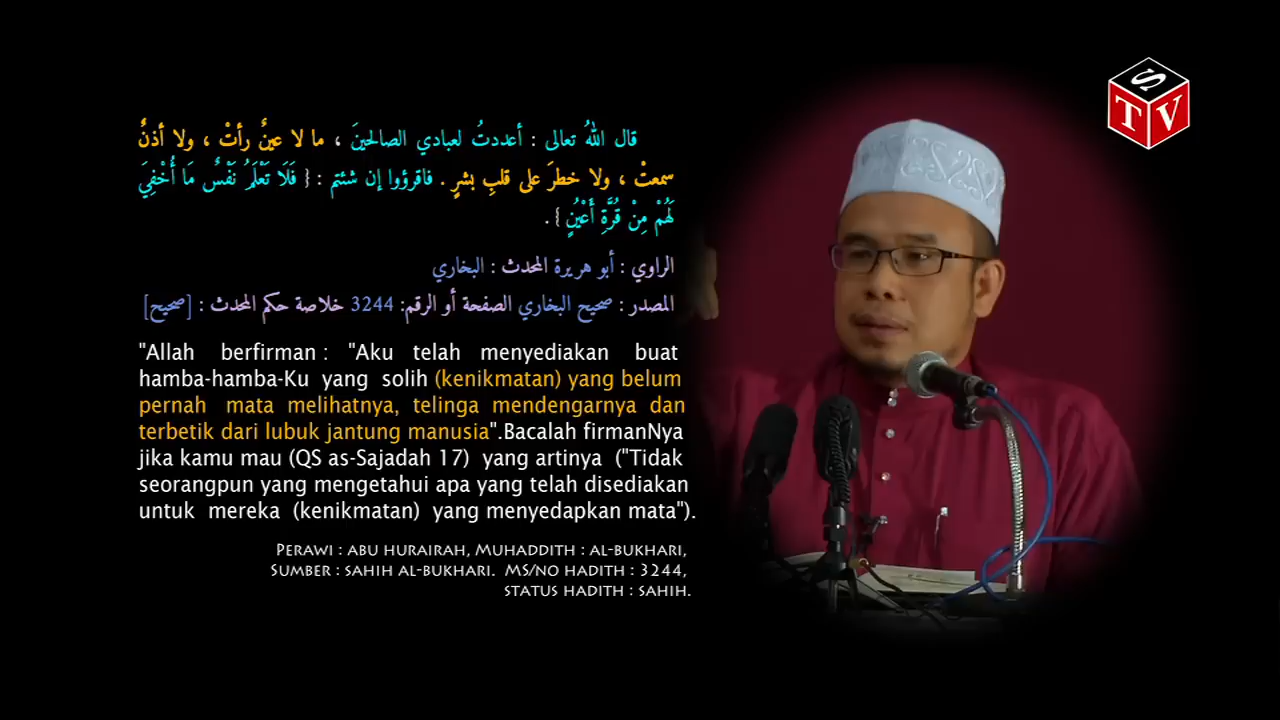 قال اللهُ تعالى : أعددتُ لعبادي الصالحينَ ، ما لا عينٌ رأتْ ، ولا أذنٌ
سمعتْ ، ولا خطرَ على قلبِ بشرٍ . فاقرؤوا إن شئتم : { فَلَا تَعْلَمُ نَفْسٌ مَا أُخْفِيَ
لَهُمْ مِنْ قُرَّةِ أَعْيُنٍ } .
الراوي : أبو هريرة المحدث : البخاري
المصدر : صحيح البخاري الصفحة أو الرقم: 3244 خلاصة حكم المحدث : [صحيح]
"Allah berfirman : "Aku telah menyediakan buat
hamba-hamba-Ku yang solih (kenikmatan) yang belum
pernah mata melihatnya, telinga mendengarnya dan
terbetik dari lubuk jantung manusia".Bacalah firmanNya
jika kamu mau (QS as-Sajadah 17) yang artinya ("Tidak
seorangpun yang mengetahui apa yang telah disediakan
untuk mereka (kenikmatan) yang menyedapkan mata").
PERAWI : ABU HURAIRAH, MUHADDITH : AL-BUKHARI,
SUMBER : SAHIH AL-BUKHARI. MS/NO HADITH : 3244,
STATUS HADITH : SAHIH.
S
TV